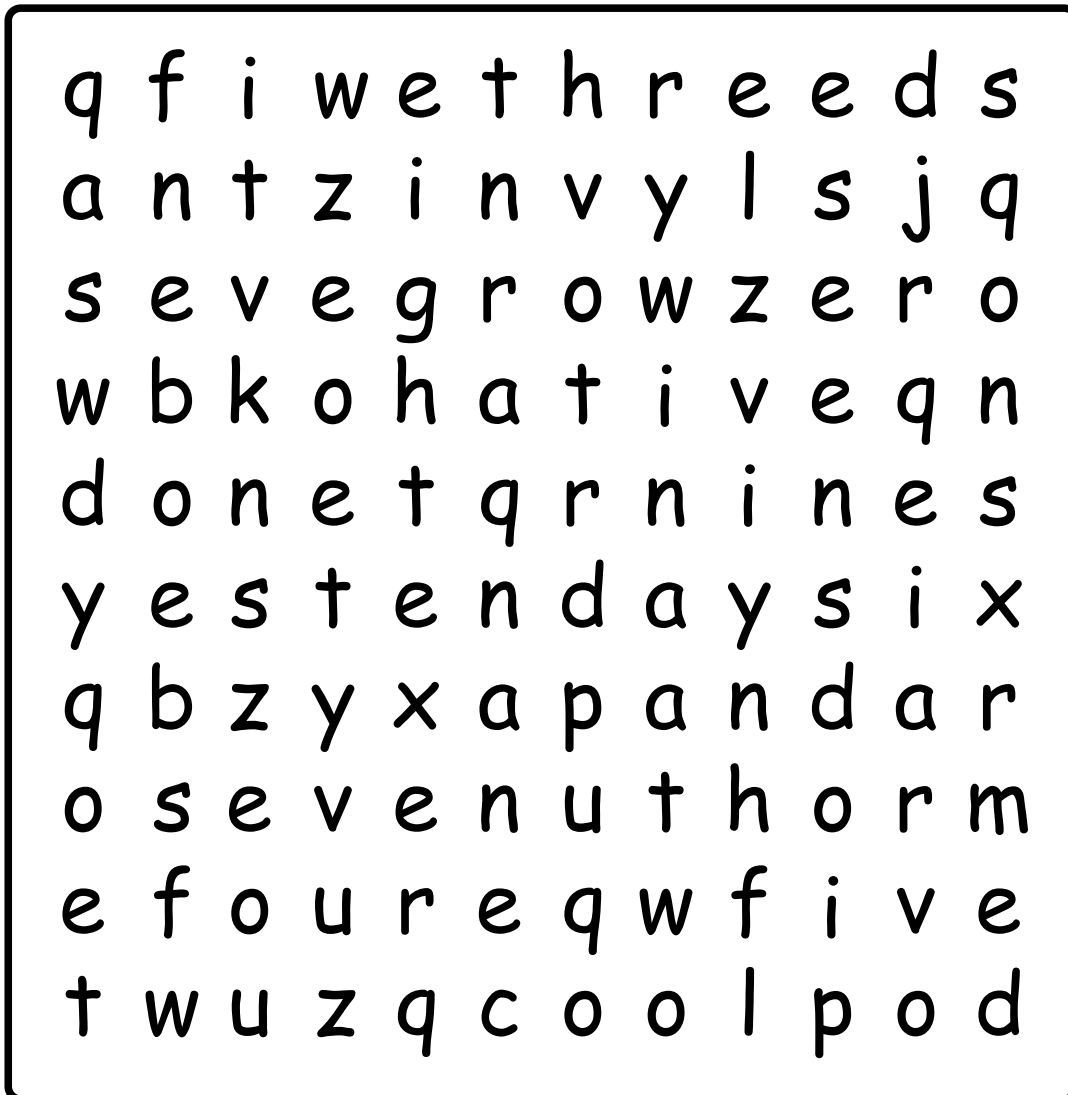 q f i w e t h r e e d s
a n t z i n v y l s j q
s e v e g r o w z e r o
w b k o h a t i v e q n
d o n e t q r n i n e s
y e s t e n d a y s i x
q b z y x a p a n d a r
o s e v e n u t h o r m
e f o u r e q w f i v e
t w u z q c o o l p o d